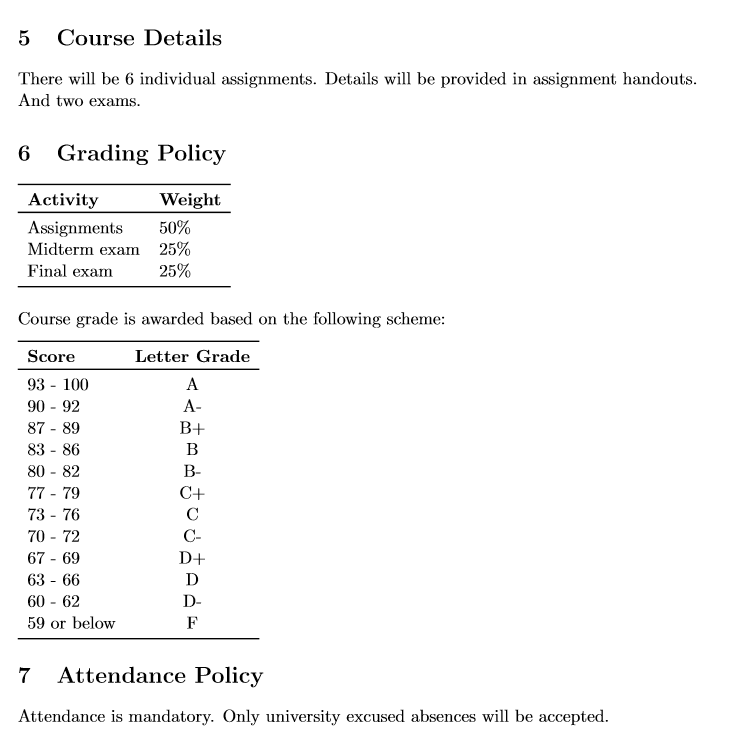 5 Course Details
There will be 6 individual assignments. Details will be provided in assignment handouts.
And two exams.
6 Grading Policy
Activity Weight
Assignments 50%
Midterm exam 25%
Final exam 25%
Course grade is awarded based on the following scheme:
Score Letter Grade
93 - 100 A
90 - 92 A-
87 - 89 B+
83 - 86 B
80 - 82 B-
77 - 79 C+
73 - 76 C
70 - 72 C-
67 - 69 D+
63 - 66 D
60 - 62 D-
59 or below F
7 Attendance Policy
Attendance is mandatory. Only university excused absences will be accepted.